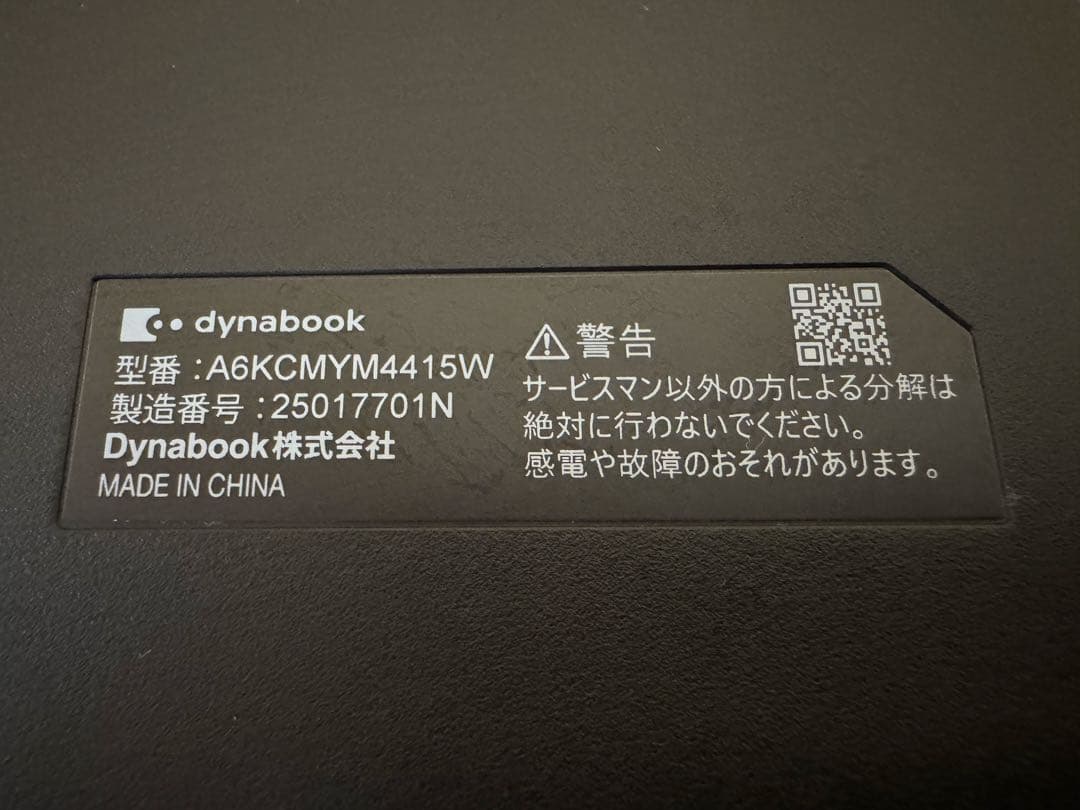 dynabook
型番：A6KCMYM4415W
製造番号：25017701N
Dynabook株式会社
MADE IN CHINA
⚠警告
サービスマン以外の方による分解は
絶対に行わないでください。
感電や故障のおそれがあります。